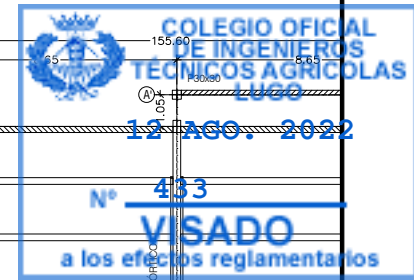 COLEGIO OFICIAL
155.60
DE INGENIEROS
65
8.65
TÉCNICOS AGRÍCOLAS
P30x30
LUGO
A'
1.05
12 AGO. 2022
Nº 433
VISADO
a los efectos reglamentarios